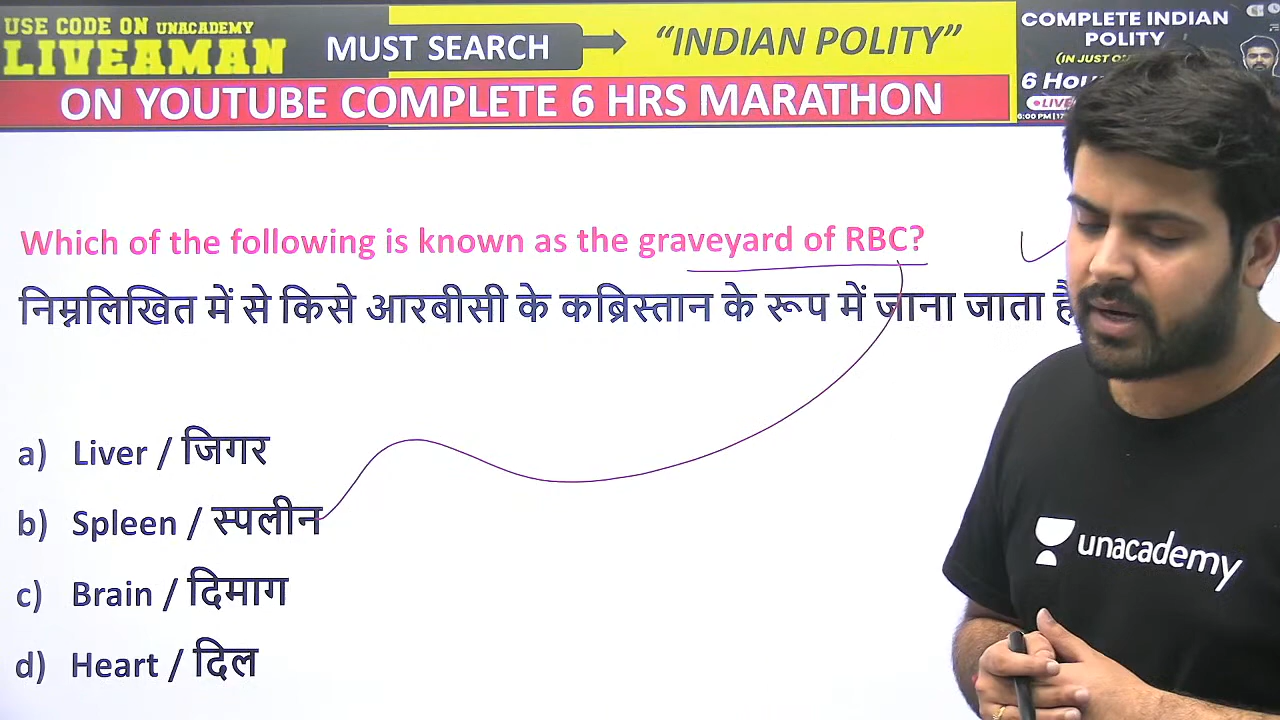 USE CODE ON UNACADEMY
LIVEAMAN
MUST SEARCH
“INDIAN POLITY”
ON YOUTUBE COMPLETE 6 HRS MARATHON
COMPLETE INDIAN
POLITY
6 Hou
LIVE
Which of the following is known as the graveyard of RBC?
निम्नलिखित में से किसे आरबीसी के कब्रिस्तान के रूप में जाना जाता है
a) Liver / जिगर
b) Spleen / स्पलीन
c) Brain / दिमाग
d) Heart / दिल
unacademy